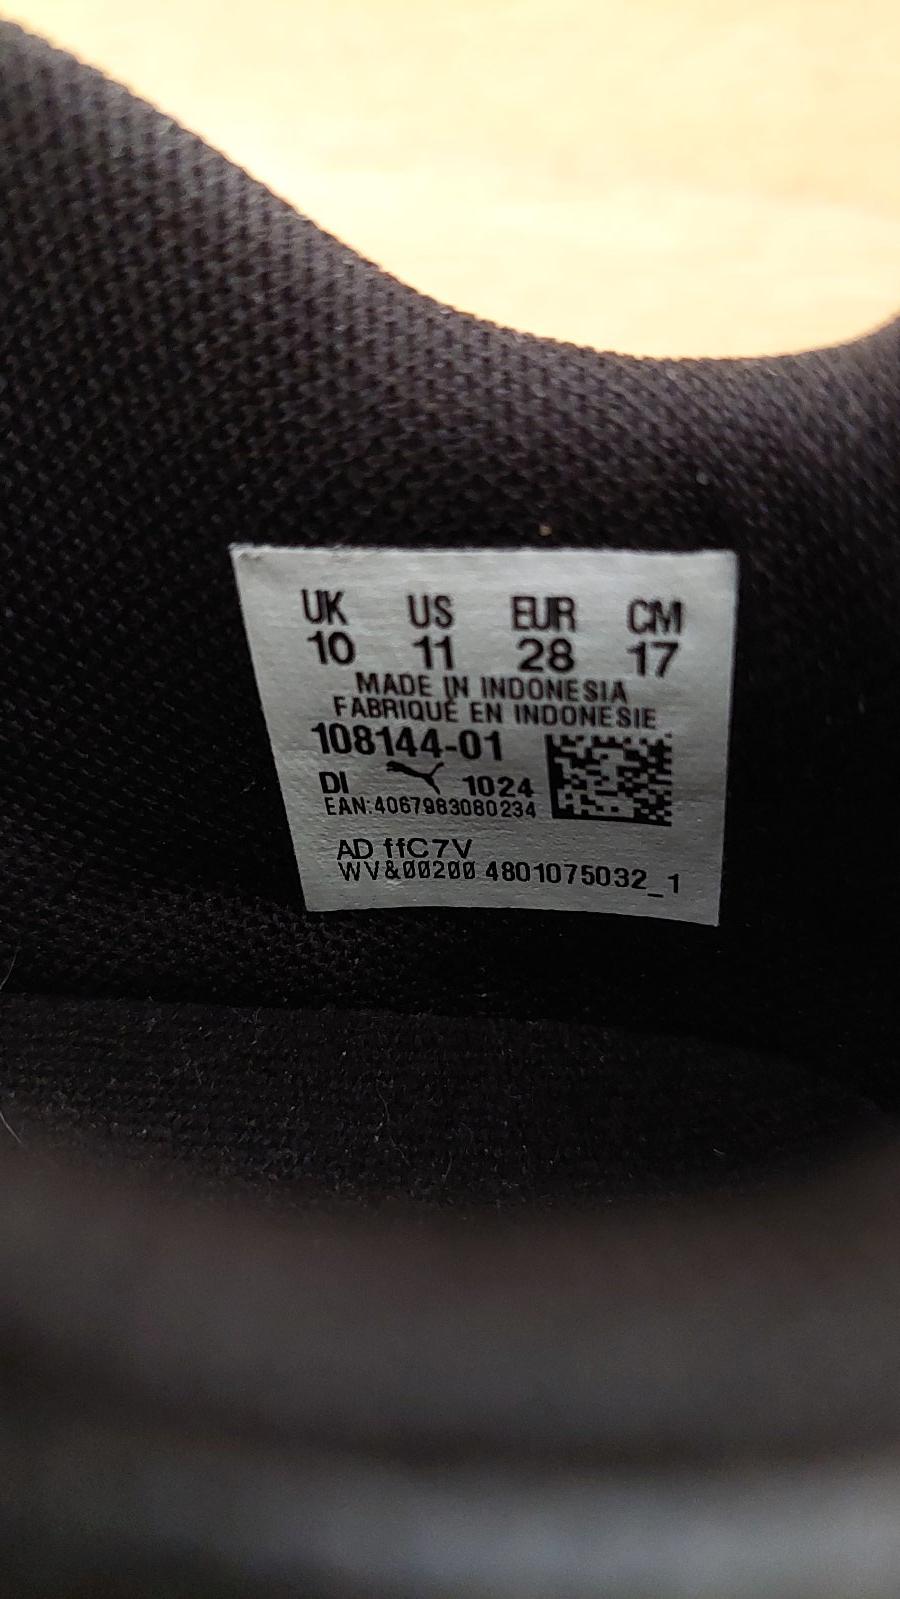 UK US EUR CM
10 11 28 17
MADE IN INDONESIA
FABRIQUÉ EN INDONESIE
108144-01
DI 1024
EAN:4067983080234
AD ffC7V
WV&00200 4801075032_1